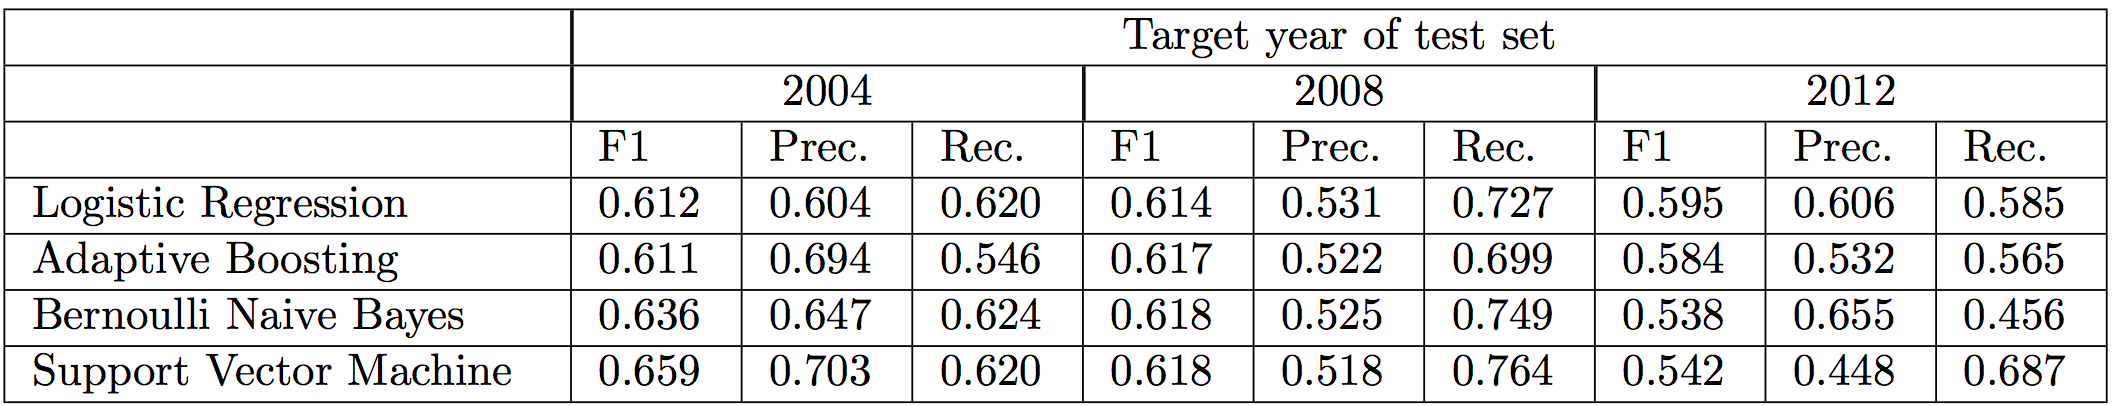 Target year of test set
2004 2008 2012
F1 Prec. Rec. F1 Prec. Rec. F1 Prec. Rec.
Logistic Regression 0.612 0.604 0.620 0.614 0.531 0.727 0.595 0.606 0.585
Adaptive Boosting 0.611 0.694 0.546 0.617 0.522 0.699 0.584 0.532 0.565
Bernoulli Naive Bayes 0.636 0.647 0.624 0.618 0.525 0.749 0.538 0.655 0.456
Support Vector Machine 0.659 0.703 0.620 0.618 0.518 0.764 0.542 0.448 0.687